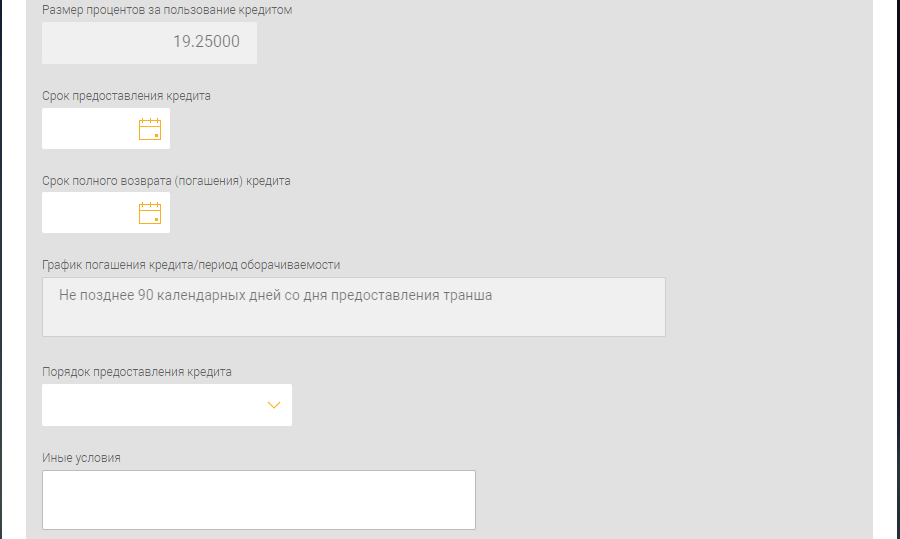 Размер процентов за пользование кредитом
19.25000
Срок предоставления кредита
Срок полного возврата (погашения) кредита
График погашения кредита/период оборачиваемости
Не позднее 90 календарных дней со дня предоставления транша
Порядок предоставления кредита
Иные условия